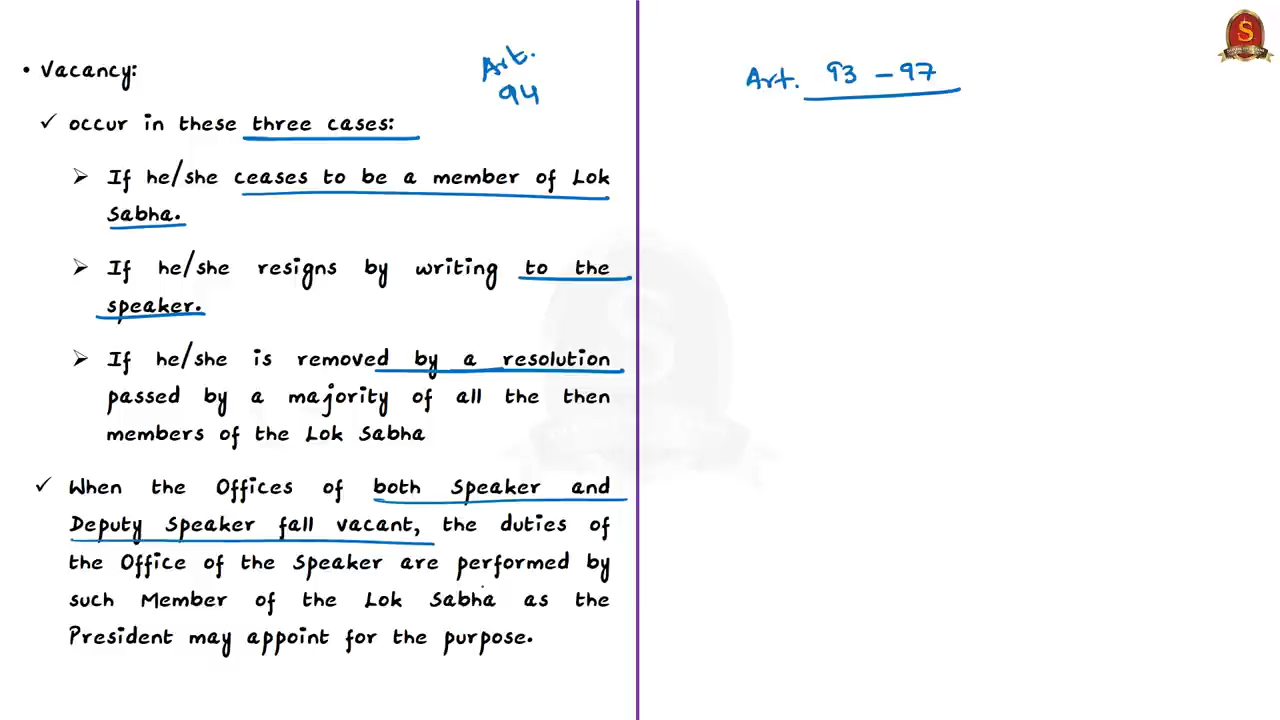 • Vacancy:
Art.
94
✓ occur in these three cases:
➢ If he/she ceases to be a member of Lok
Sabha.
➢ If he/she resigns by writing to the
speaker.
➢ If he/she is removed by a resolution
passed by a majority of all the then
members of the Lok Sabha
✓ When the Offices of both Speaker and
Deputy Speaker fall vacant, the duties of
the Office of the Speaker are performed by
such Member of the Lok Sabha as the
President may appoint for the purpose.
Art. 93 - 97
S